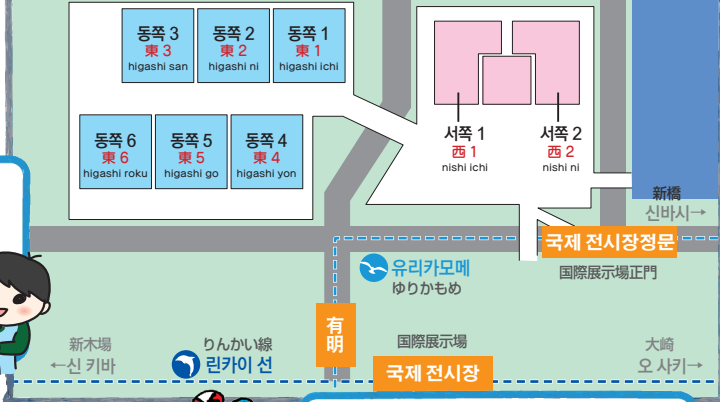 동쪽 3
東 3
higashi san
동쪽 2
東 2
higashi ni
동쪽 1
東 1
higashi ichi
동쪽 6
東 6
higashi roku
동쪽 5
東 5
higashi go
동쪽 4
東 4
higashi yon
서쪽 1
西 1
nishi ichi
서쪽 2
西 2
nishi ni
新橋
신바시→
국제 전시장정문
国際展示場正門
유리카모메
ゆりかもめ
有明
新木場
←신 키바
りんかい線
린카이 선
国際展示場
국제 전시장
大崎
오 사키→